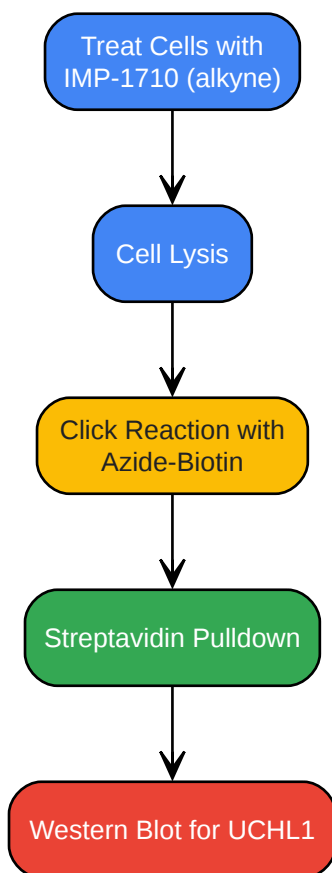 Treat Cells with
IMP-1710 (alkyne)
Cell Lysis
Click Reaction with
Azide-Biotin
Streptavidin Pulldown
Western Blot for UCHL1